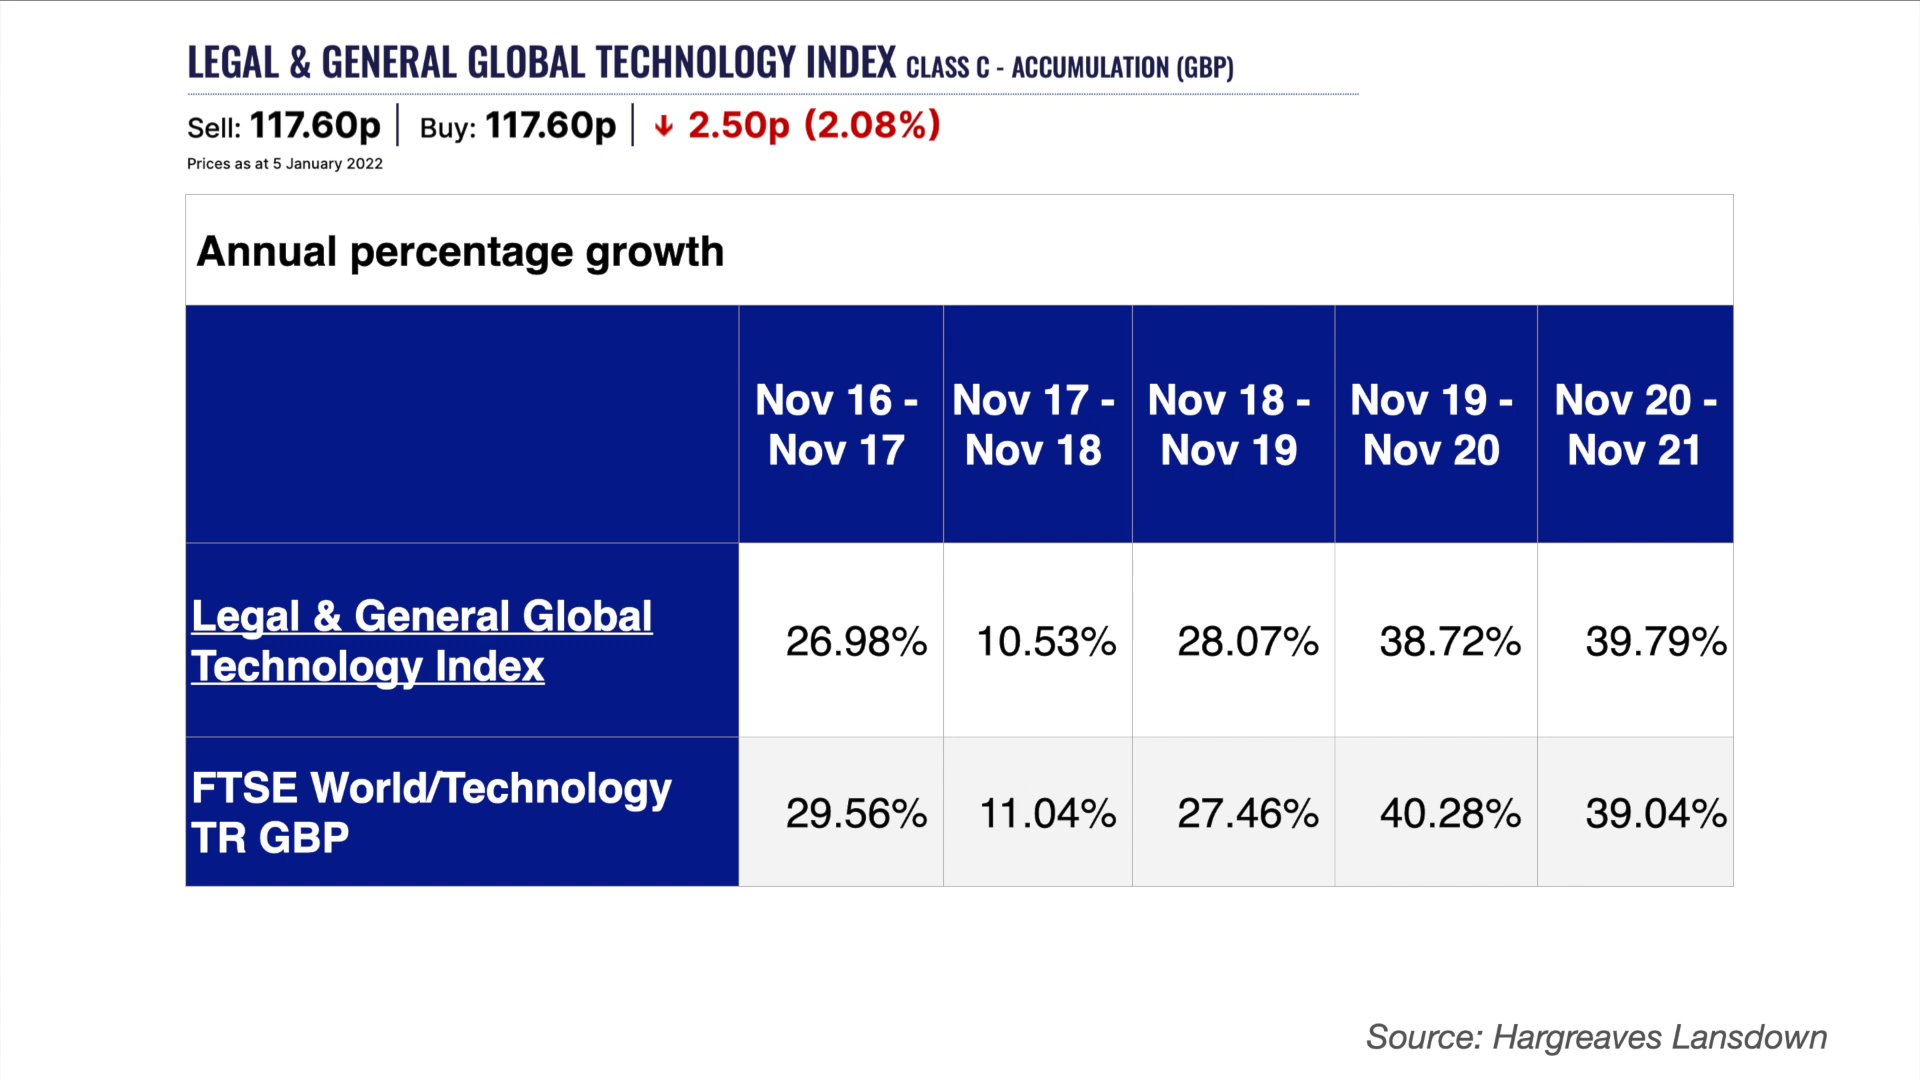 LEGAL & GENERAL GLOBAL TECHNOLOGY INDEX CLASS C - ACCUMULATION (GBP)
Sell: 117.60p | Buy: 117.60p | ↓ 2.50p (2.08%)
Prices as at 5 January 2022
Annual percentage growth
Nov 16 - Nov 17 - Nov 18 - Nov 19 - Nov 20 -
Nov 17 Nov 18 Nov 19 Nov 20 Nov 21
Legal & General Global
Technology Index
26.98% 10.53% 28.07% 38.72% 39.79%
FTSE World/Technology
TR GBP
29.56% 11.04% 27.46% 40.28% 39.04%
Source: Hargreaves Lansdown